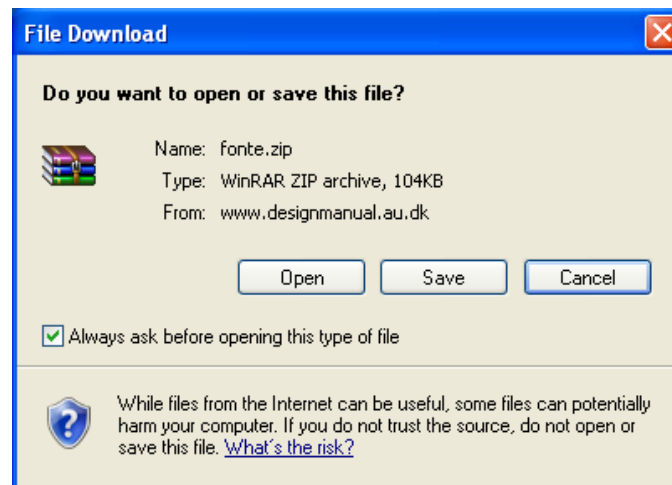 File Download
Do you want to open or save this file?
Name: fonte.zip
Type: WinRAR ZIP archive, 104KB
From: www.designmanual.au.dk
Open Save Cancel
Always ask before opening this type of file
While files from the Internet can be useful, some files can potentially
harm your computer. If you do not trust the source, do not open or
save this file. What's the risk?